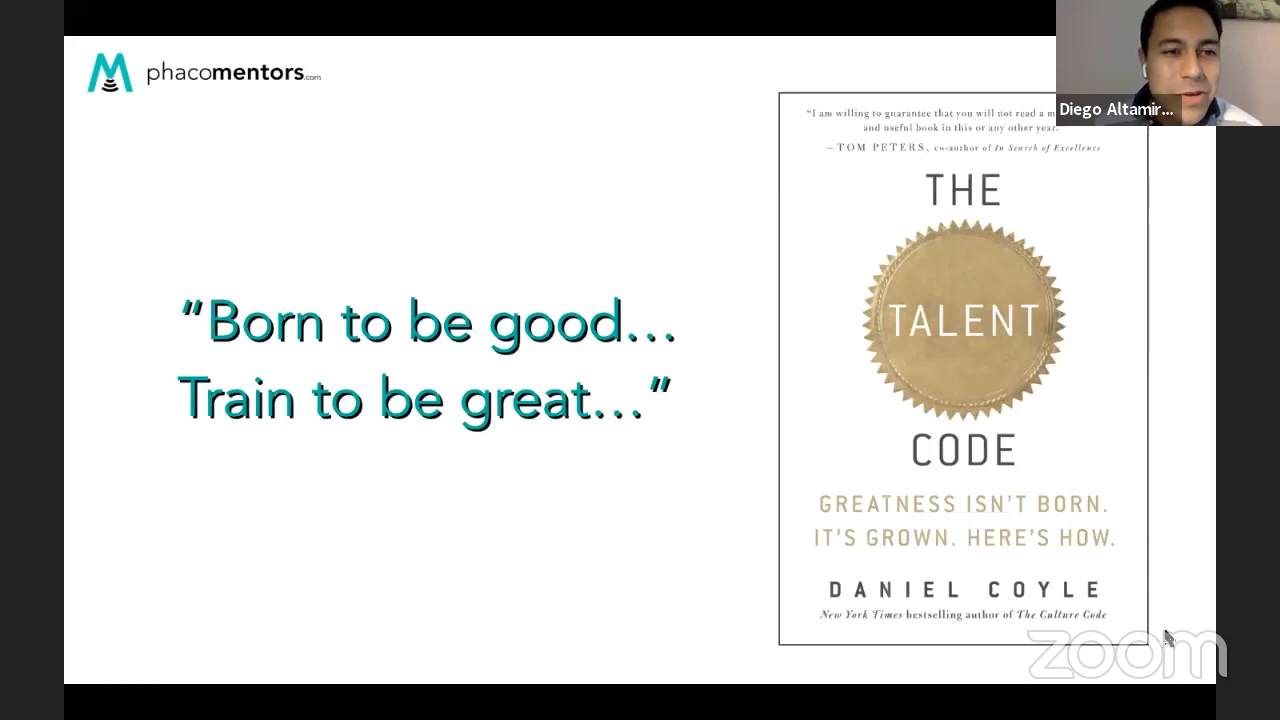 phacomentors.com
“Born to be good...
Train to be great...”
“I am willing to guarantee that you will not read a m
and useful book in this or any other year.
—TOM PETERS, co-author of In Search of Excellence
THE
TALENT
CODE
GREATNESS ISN'T BORN.
IT'S GROWN. HERE'S HOW.
DANIEL COYLE
New York Times bestselling author of The Culture Code
Diego Altamir...
zoom